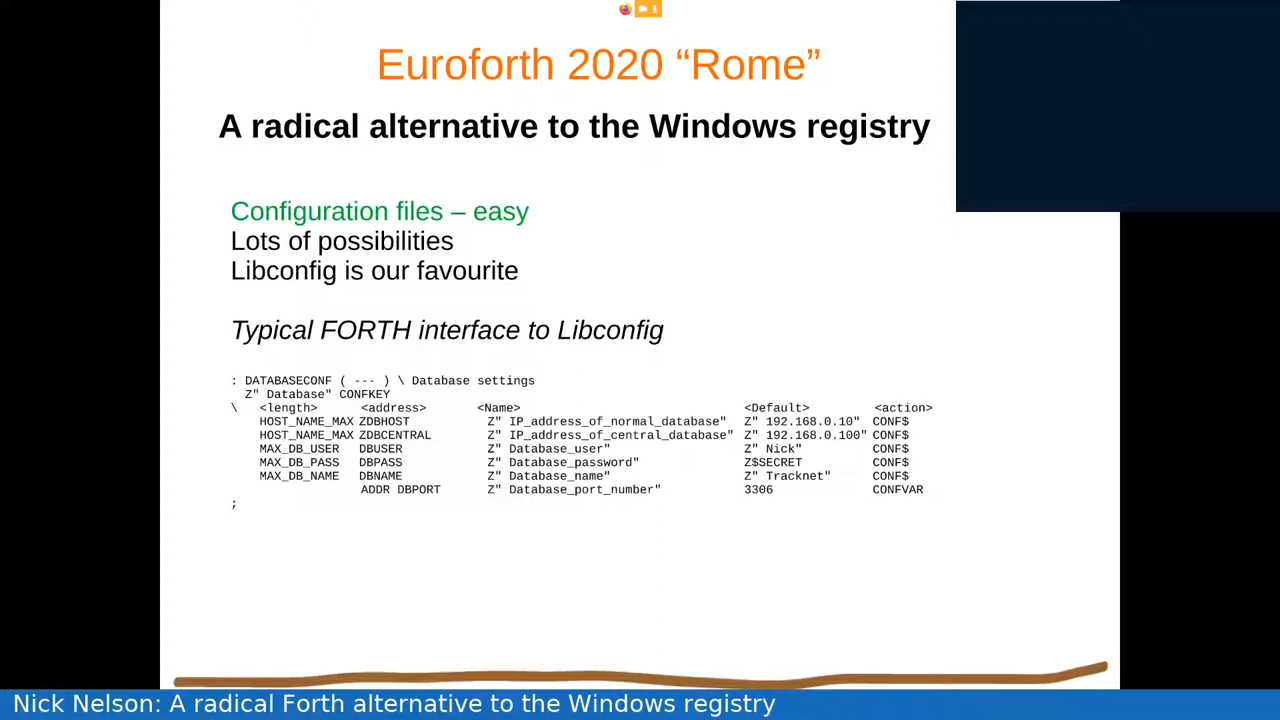 Euroforth 2020 “Rome”
A radical alternative to the Windows registry
Configuration files – easy
Lots of possibilities
Libconfig is our favourite
Typical FORTH interface to Libconfig
: DATABASECONF ( --- ) \ Database settings
Z" Database" CONFKEY
\ <length> <address> <Name> <Default> <action>
HOST_NAME_MAX ZDBHOST Z" IP_address_of_normal_database" Z" 192.168.0.10" CONF$
HOST_NAME_MAX ZDBCENTRAL Z" IP_address_of_central_database" Z" 192.168.0.100" CONF$
MAX_DB_USER DBUSER Z" Database_user" Z" Nick" CONF$
MAX_DB_PASS DBPASS Z" Database_password" Z$SECRET CONF$
MAX_DB_NAME DBNAME Z" Database_name" Z" Tracknet" CONF$
ADDR DBPORT Z" Database_port_number" 3306 CONFVAR
;
Nick Nelson: A radical Forth alternative to the Windows registry